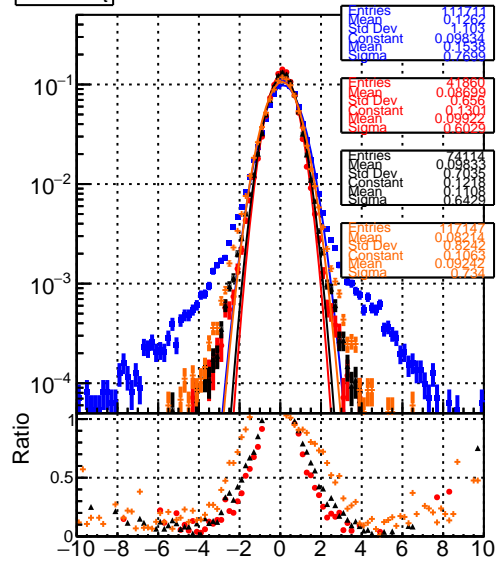 Entries 111711
Mean 0.1262
Std Dev 1.103
Constant 0.09834
Mean 0.1538
Sigma 0.7699
10⁻¹
Entries 41860
Mean 0.08699
Std Dev 0.656
Constant 0.1301
Mean 0.09922
Sigma 0.6029
Entries 74114
Mean 0.09833
Std Dev 0.7035
Constant 0.1218
Mean 0.1108
Sigma 0.6429
10⁻²
Entries 117147
Mean 0.08214
Std Dev 0.8242
Constant 0.1063
Mean 0.09242
Sigma 0.734
10⁻³
10⁻⁴
Ratio
1
0.5
0
−10 −8 −6 −4 −2 0 2 4 6 8 10